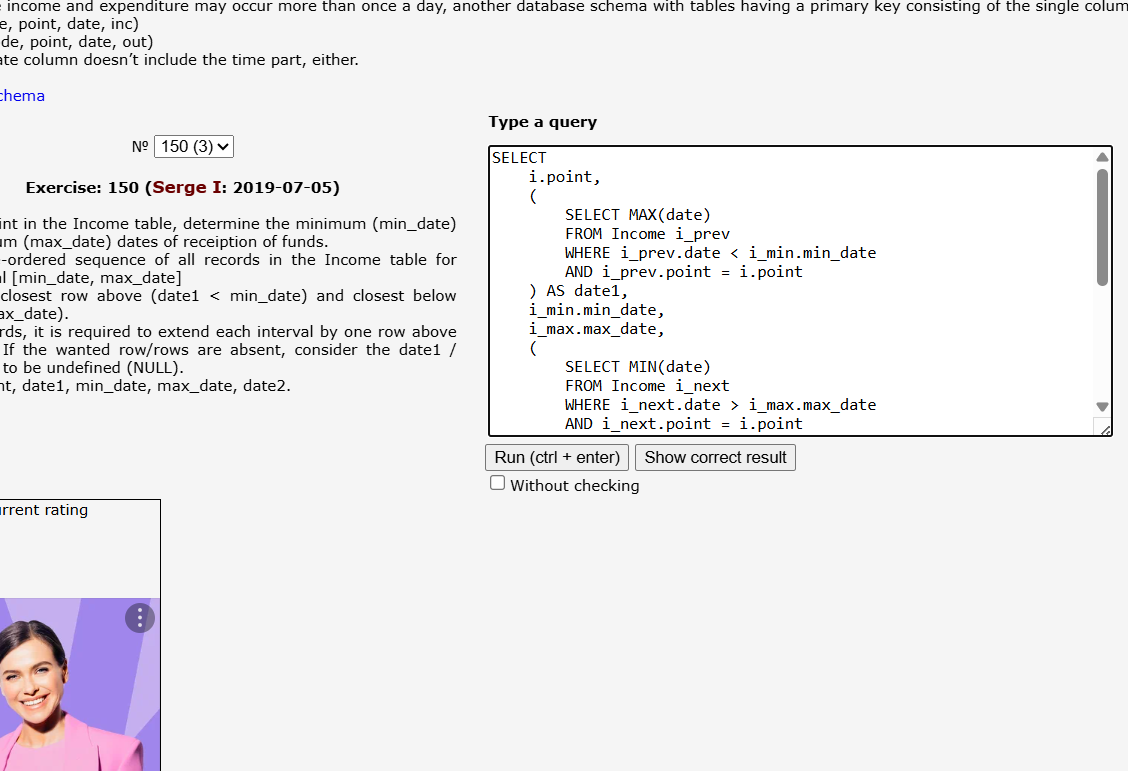 income and expenditure may occur more than once a day, another database schema with tables having a primary key consisting of the single colum
e, point, date, inc)
de, point, date, out)
ate column doesn’t include the time part, either.
chema
Type a query
№ 150 (3)
Exercise: 150 (Serge I: 2019-07-05)
int in the Income table, determine the minimum (min_date)
um (max_date) dates of receiption of funds.
-ordered sequence of all records in the Income table for
al [min_date, max_date]
closest row above (date1 < min_date) and closest below
ax_date).
rds, it is required to extend each interval by one row above
If the wanted row/rows are absent, consider the date1 /
to be undefined (NULL).
nt, date1, min_date, max_date, date2.
SELECT
    i.point,
    (
        SELECT MAX(date)
        FROM Income i_prev
        WHERE i_prev.date < i_min.min_date
        AND i_prev.point = i.point
    ) AS date1,
    i_min.min_date,
    i_max.max_date,
    (
        SELECT MIN(date)
        FROM Income i_next
        WHERE i_next.date > i_max.max_date
        AND i_next.point = i.point
Run (ctrl + enter) Show correct result
Without checking
urrent rating